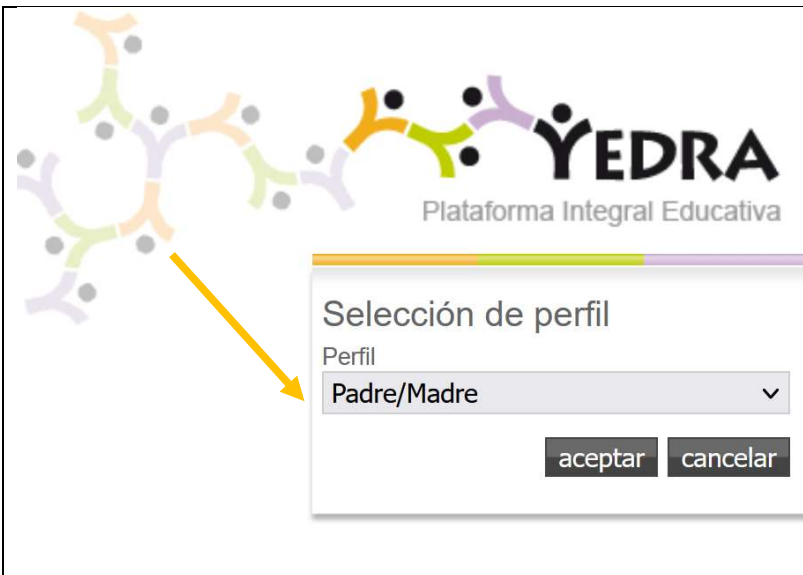 YEDRA
Plataforma Integral Educativa
Selección de perfil
Perfil
Padre/Madre
aceptar cancelar